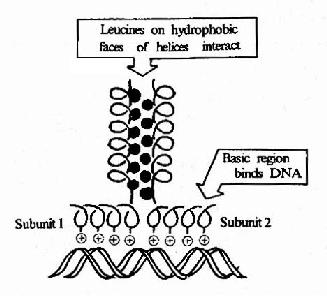 Leucines on hydrophobic
faces of helices interact
Basic region
binds DNA
Subunit 1
Subunit 2
+ + + + + + + +